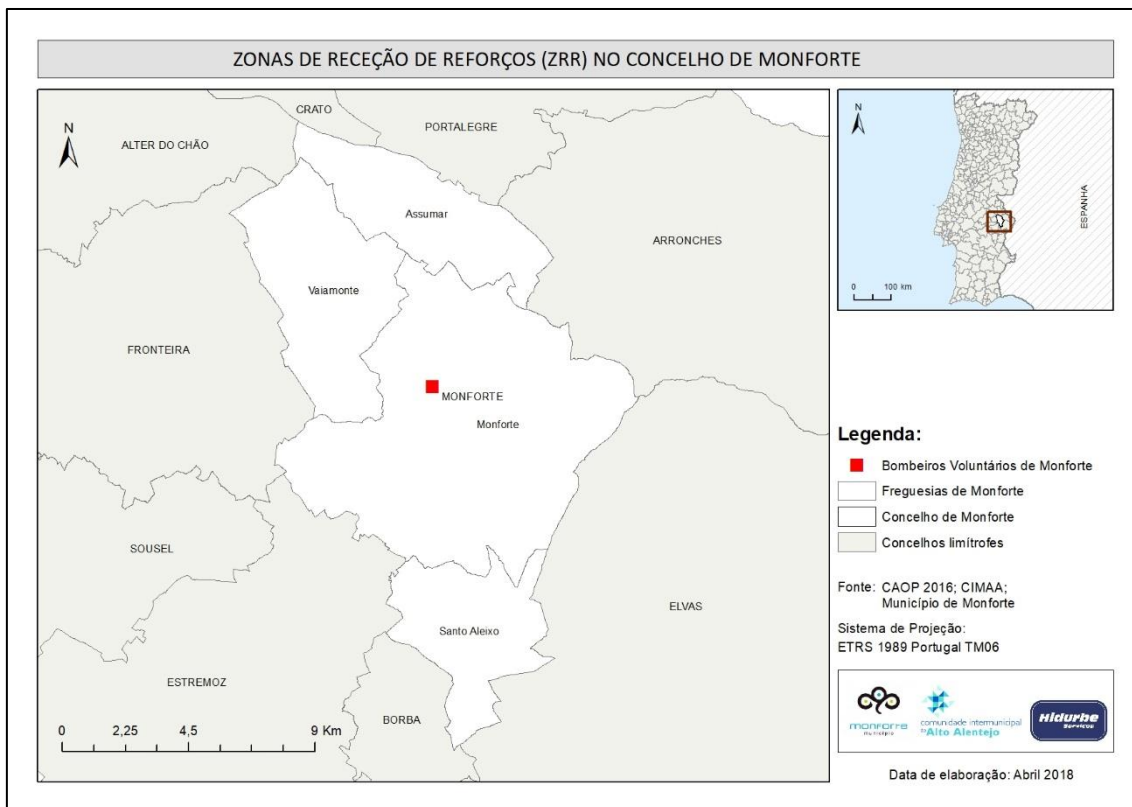 ZONAS DE RECEÇÃO DE REFORÇOS (ZRR) NO CONCELHO DE MONFORTE
N
CRATO
PORTALEGRE
ALTER DO CHÃO
Assumar
ARRONCHES
Vaiamonte
FRONTEIRA
MONFORTE
Monforte
SOUSEL
ELVAS
Santo Aleixo
ESTREMOZ
BORBA
0 2,25 4,5 9 Km
N
ESPANHA
0 100 km
Legenda:
Bombeiros Voluntários de Monforte
Freguesias de Monforte
Concelho de Monforte
Concelhos limítrofes
Fonte: CAOP 2016; CIMAA;
Município de Monforte
Sistema de Projeção:
ETRS 1989 Portugal TM06
monforte
município
comunidade intermunicipal
do Alto Alentejo
Hidurbe
Serviços
Data de elaboração: Abril 2018